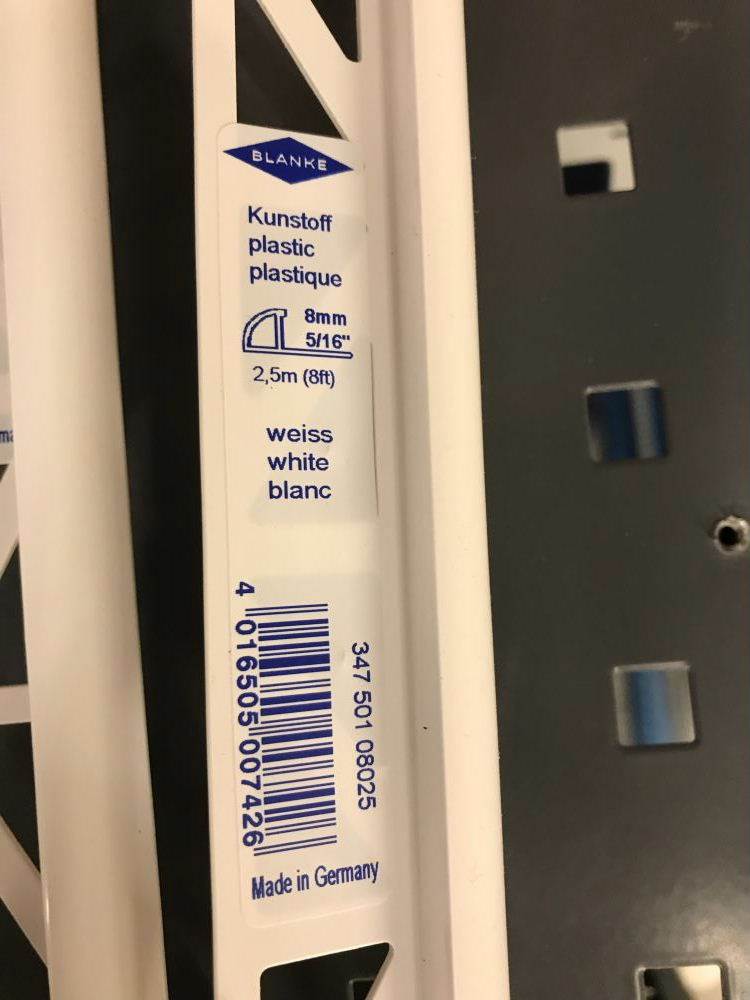 BLANKE
Kunstoff
plastic
plastique
8mm
5/16"
2,5m (8ft)
weiss
white
blanc
4 016505 007426
347 501 08025
Made in Germany